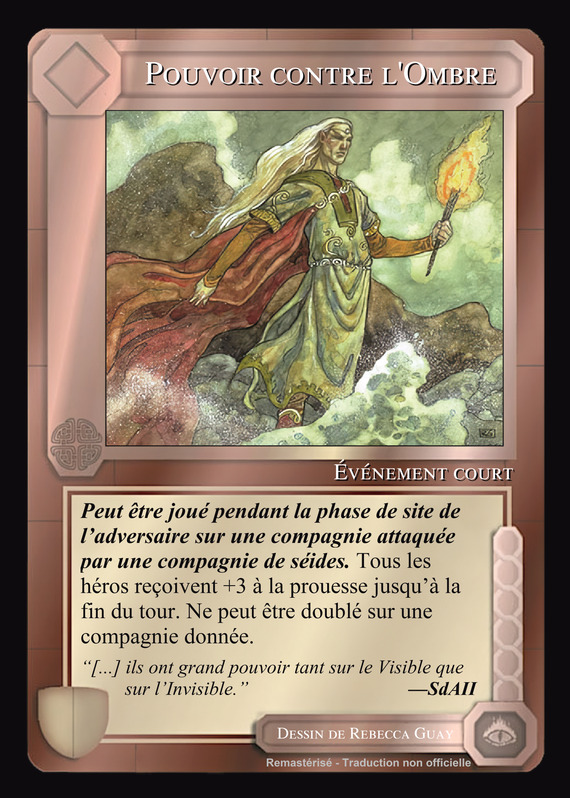 Pouvoir contre l'Ombre
Événement court
Peut être joué pendant la phase de site de
l’adversaire sur une compagnie attaquée
par une compagnie de séides. Tous les
héros reçoivent +3 à la prouesse jusqu’à la
fin du tour. Ne peut être doublé sur une
compagnie donnée.
“[...] ils ont grand pouvoir tant sur le Visible que
sur l’Invisible.” —SdAII
Dessin de Rebecca Guay
Remastérisé - Traduction non officielle